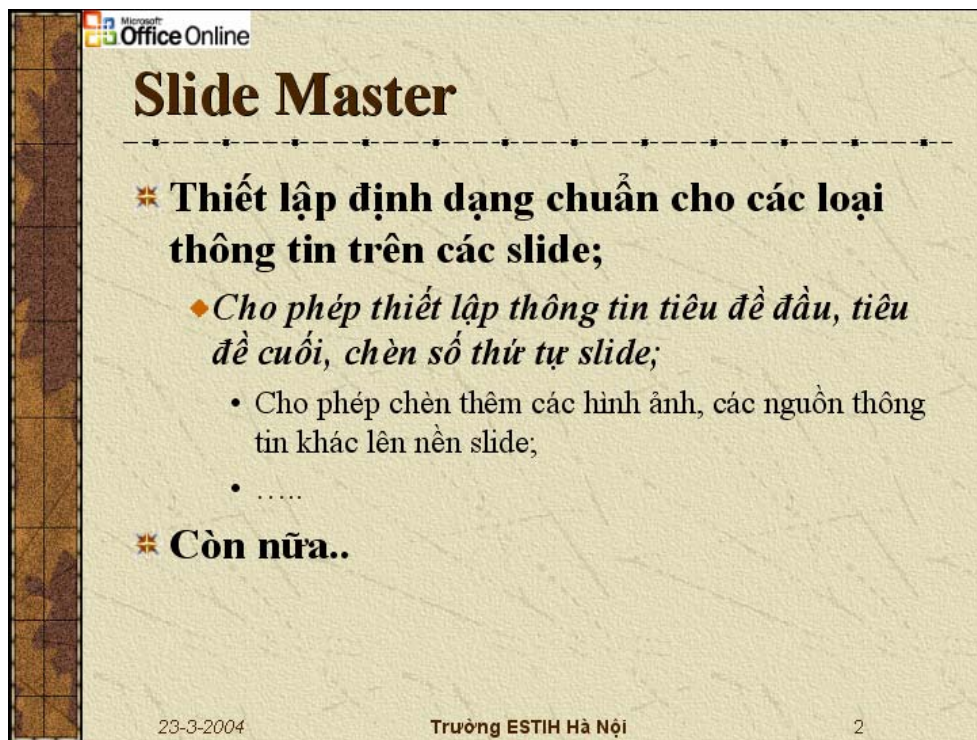 Microsoft
Office Online
Slide Master
Thiết lập định dạng chuẩn cho các loại
thông tin trên các slide;
Cho phép thiết lập thông tin tiêu đề đầu, tiêu
đề cuối, chèn số thứ tự slide;
• Cho phép chèn thêm các hình ảnh, các nguồn thông
tin khác lên nền slide;
• …..
Còn nữa..
23-3-2004 Trường ESTIH Hà Nội 2